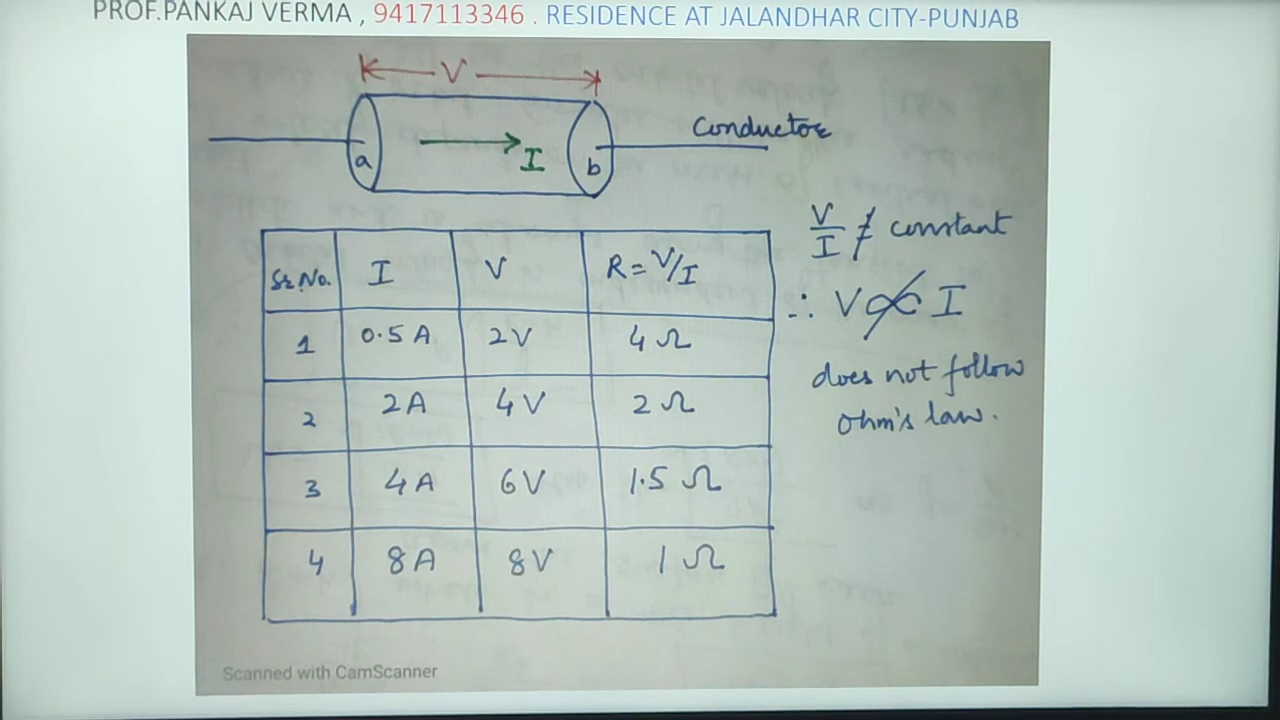 PROF.PANKAJ VERMA , 9417113346 . RESIDENCE AT JALANDHAR CITY-PUNJAB
V
Conductor
a I b
Sr.No. I V R = V/I
1 0.5 A 2V 4 Ω
2 2A 4V 2 Ω
3 4A 6V 1.5 Ω
4 8A 8V 1 Ω
V/I ≠ constant
∴ V ∝̸ I
does not follow
ohm's law.
Scanned with CamScanner